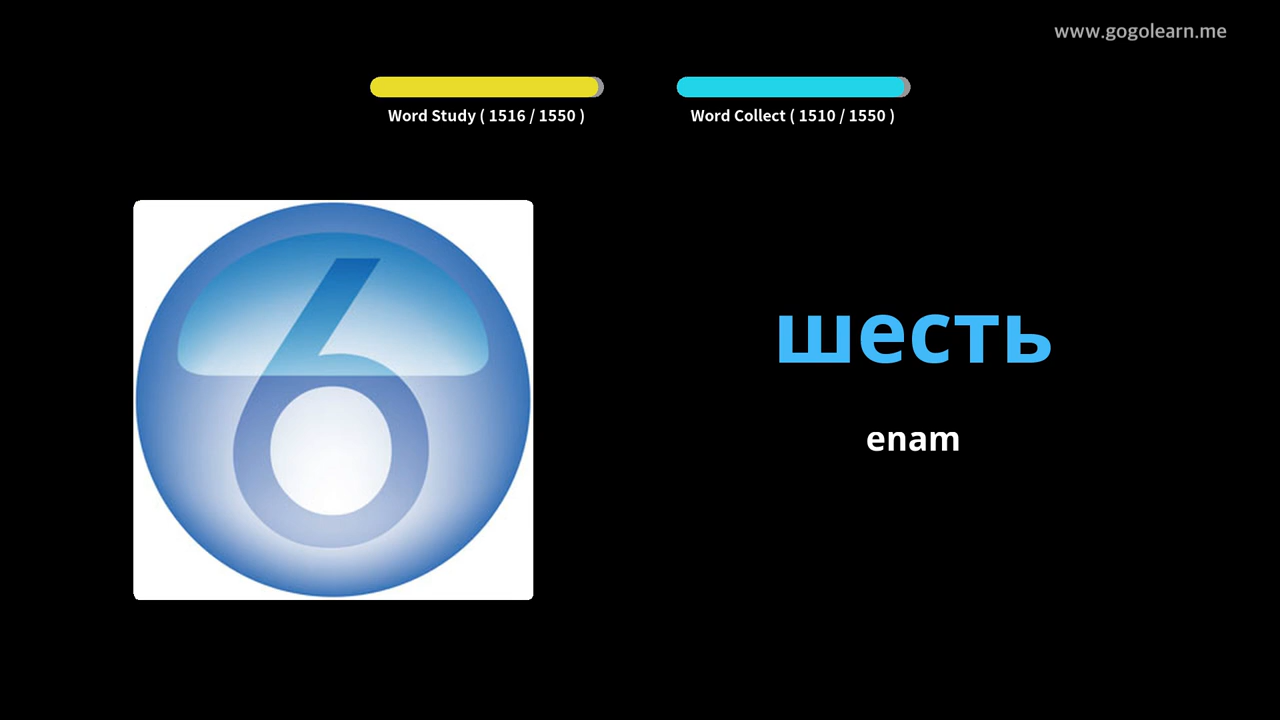 www.gogolearn.me
Word Study ( 1516 / 1550 )
Word Collect ( 1510 / 1550 )
6
шесть
enam